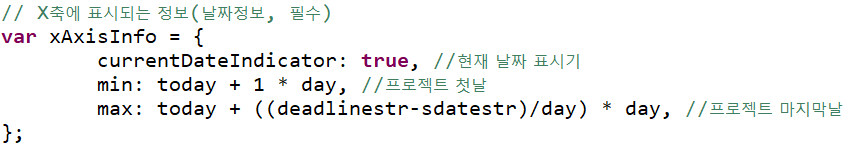 // X축에 표시되는 정보(날짜정보, 필수)
var xAxisInfo = {
currentDateIndicator: true, //현재 날짜 표시기
min: today + 1 * day, //프로젝트 첫날
max: today + ((deadlinestr-sdatestr)/day) * day, //프로젝트 마지막날
};